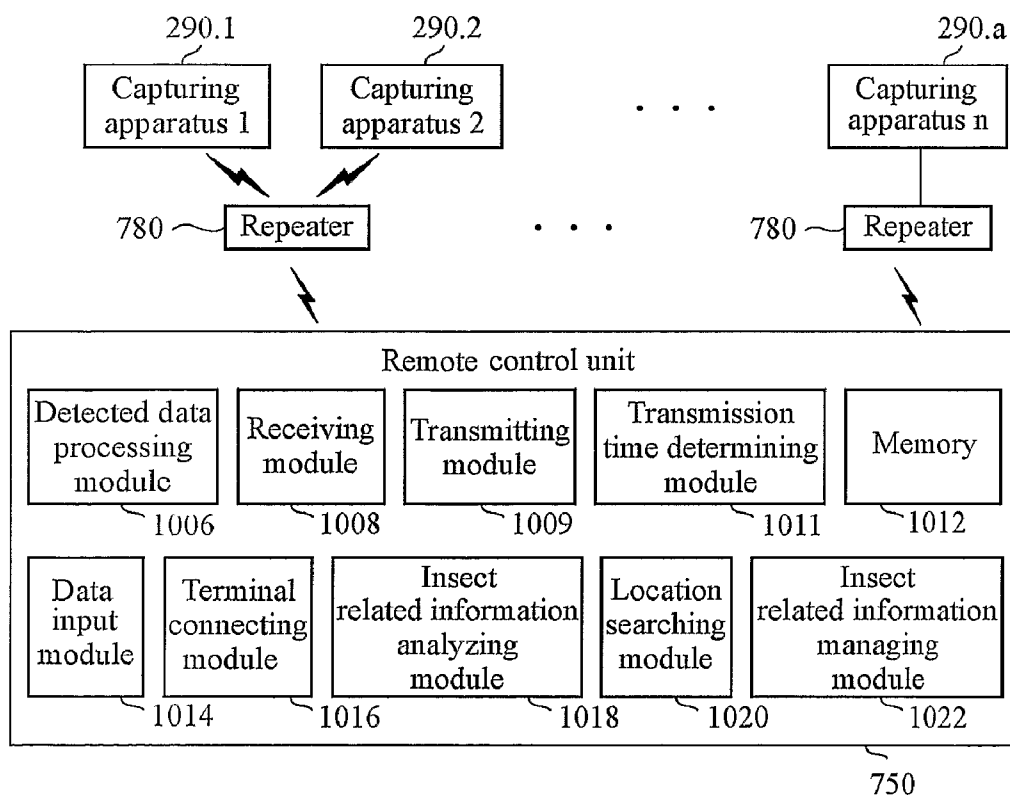 290.1
290.2
290.a
Capturing
apparatus 1
Capturing
apparatus 2
. . .
Capturing
apparatus n
780
Repeater
. . .
780
Repeater
Remote control unit
Detected data
processing
module
Receiving
module
Transmitting
module
Transmission
time determining
module
Memory
1006
1008
1009
1011
1012
Data
input
module
Terminal
connecting
module
Insect
related information
analyzing
module
Location
searching
module
Insect
related information
managing
module
1014
1016
1018
1020
1022
750